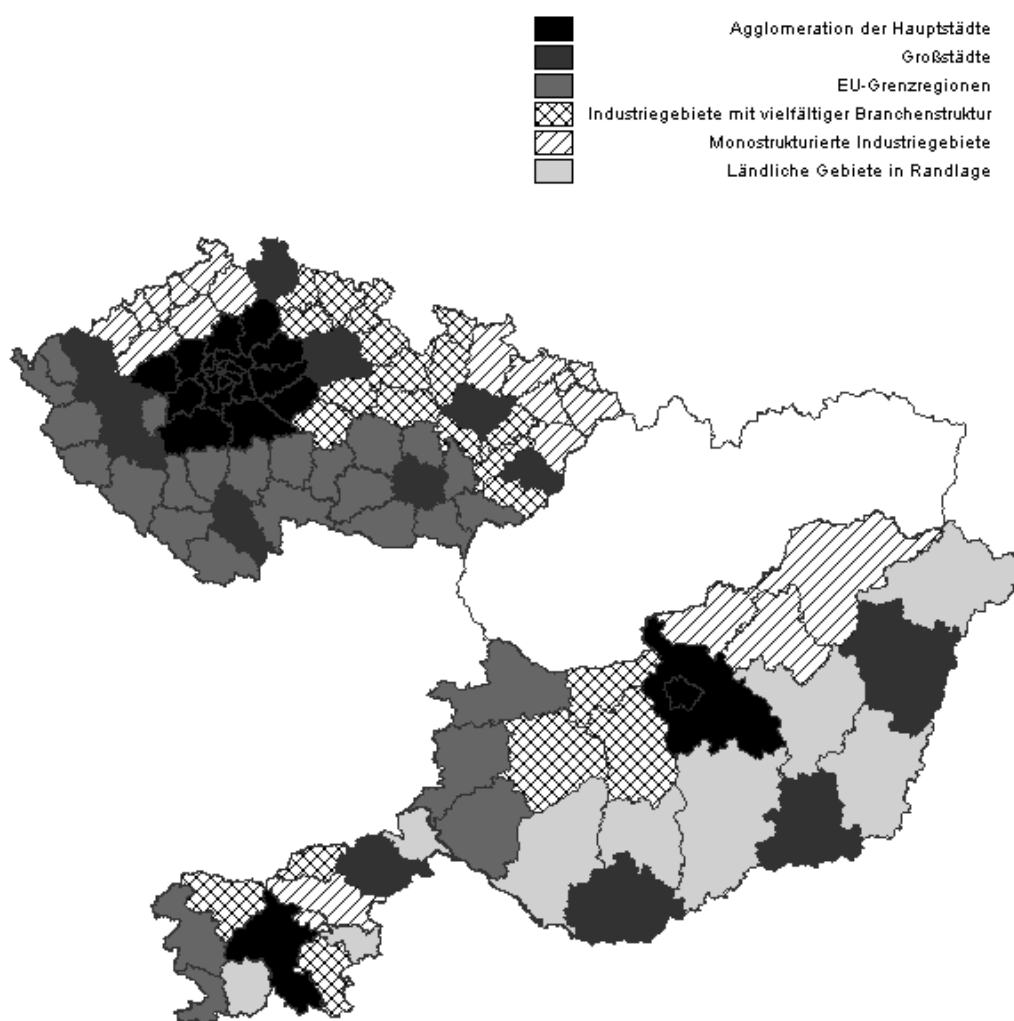 Agglomeration der Hauptstädte
Großstädte
EU-Grenzregionen
Industriegebiete mit vielfältiger Branchenstruktur
Monostrukturierte Industriegebiete
Ländliche Gebiete in Randlage